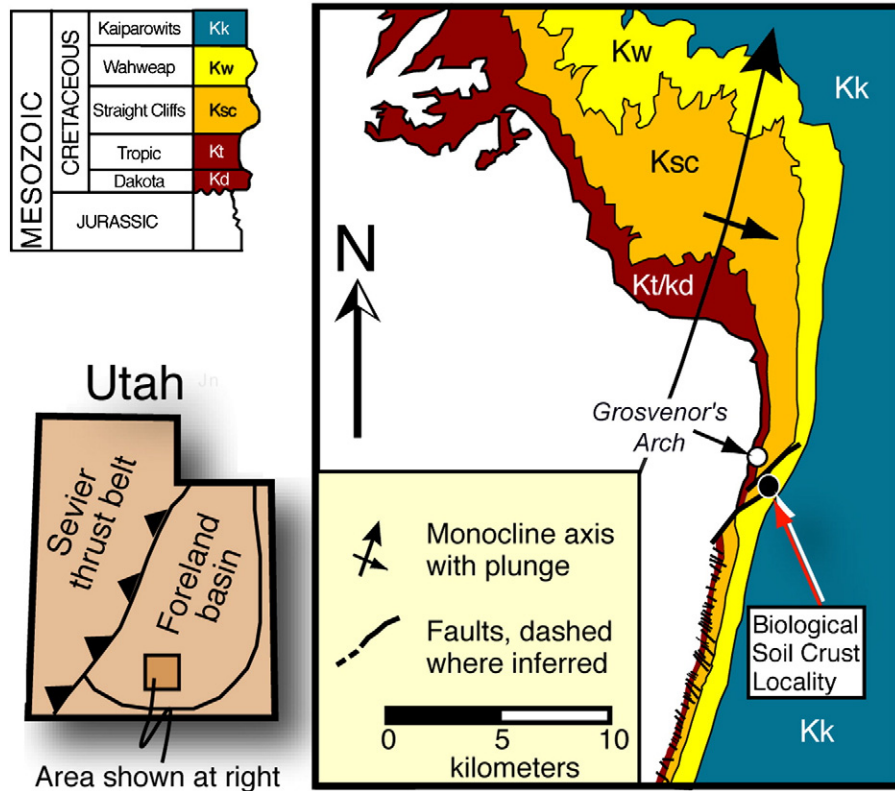 MESOZOIC
CRETACEOUS
Kaiparowits Kk
Wahweap Kw
Straight Cliffs Ksc
Tropic Kt
Dakota Kd
JURASSIC
N
Utah
Jn
Sevier
thrust belt
Foreland
basin
Area shown at right
Kw
Kk
Ksc
Kt/kd
Grosvenor's
Arch
Biological
Soil Crust
Locality
Kk
Monocline axis
with plunge
Faults, dashed
where inferred
0 5 10
kilometers